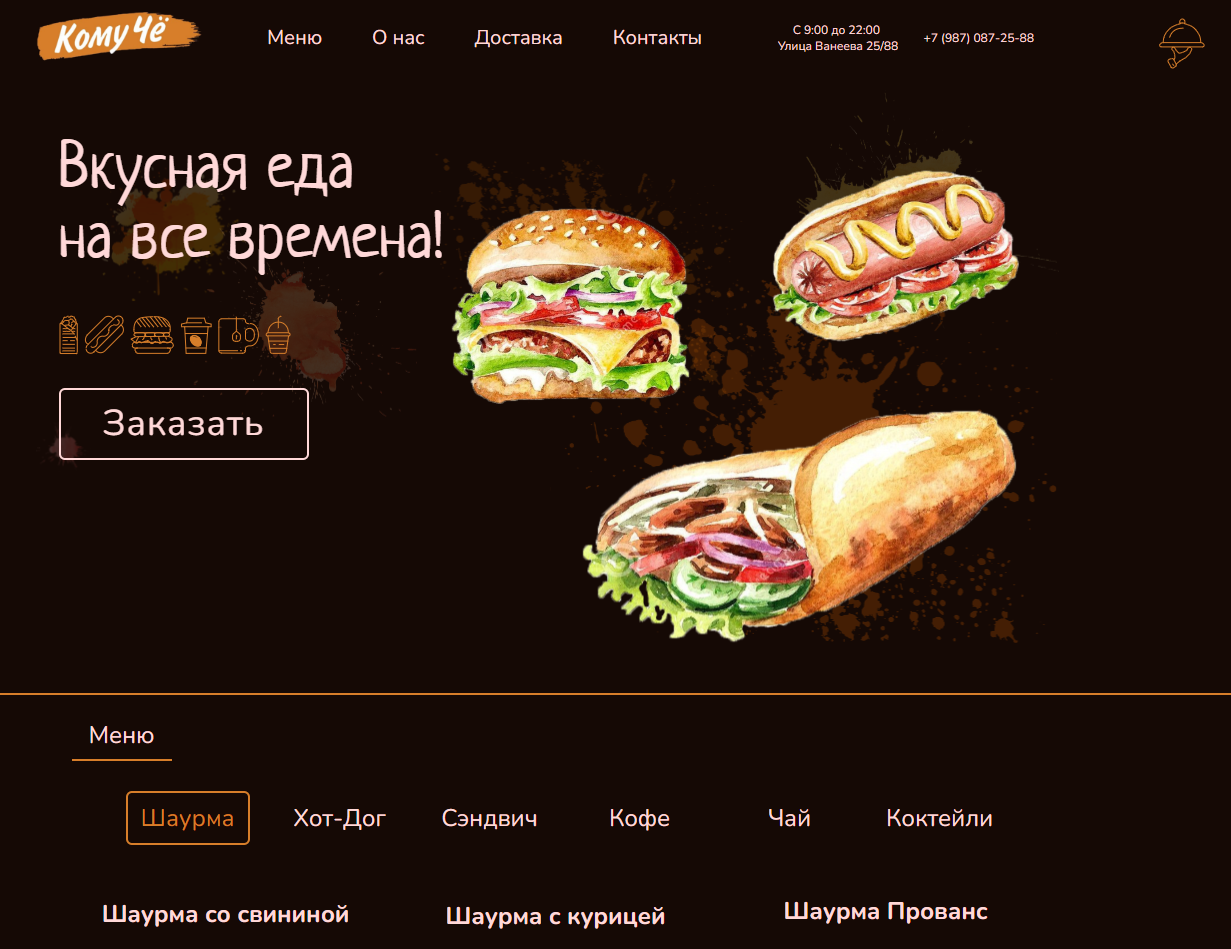 Кому Чё
Меню
О нас
Доставка
Контакты
С 9:00 до 22:00
Улица Ванеева 25/88
+7 (987) 087-25-88
Вкусная еда
на все времена!
Заказать
Меню
Шаурма
Хот-Дог
Сэндвич
Кофе
Чай
Коктейли
Шаурма со свининой
Шаурма с курицей
Шаурма Прованс